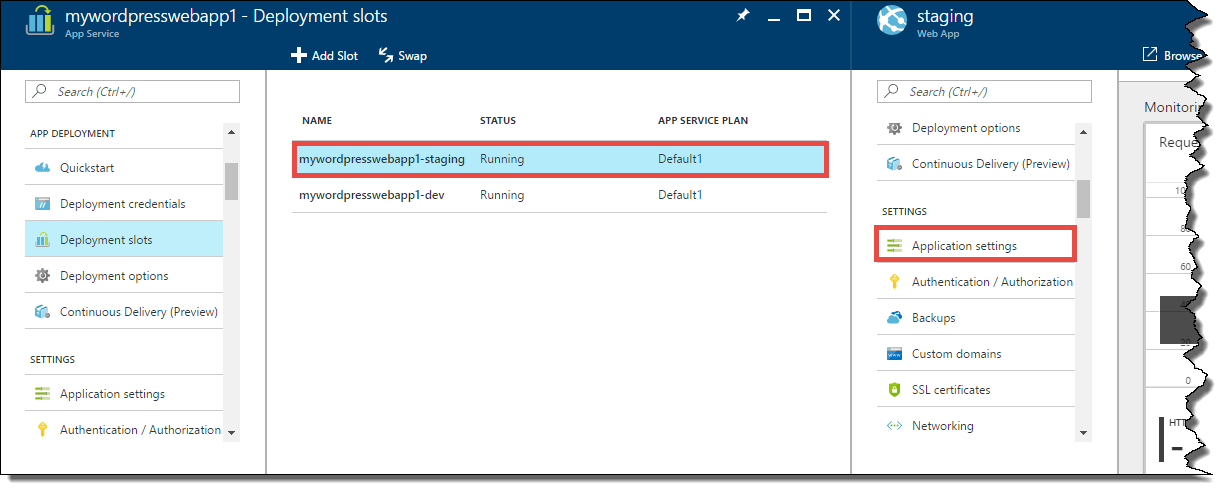 mywordpresswebapp1 - Deployment slots
App Service
Add Slot
Swap
Search (Ctrl+/)
APP DEPLOYMENT
Quickstart
Deployment credentials
Deployment slots
Deployment options
Continuous Delivery (Preview)
SETTINGS
Application settings
Authentication / Authorization
NAME STATUS APP SERVICE PLAN
mywordpresswebapp1-staging Running Default1
mywordpresswebapp1-dev Running Default1
staging
Web App
Browse
Search (Ctrl+/)
Deployment options
Continuous Delivery (Preview)
SETTINGS
Application settings
Authentication / Authorization
Backups
Custom domains
SSL certificates
Networking
Monitorin
Reque
60
40
20
0